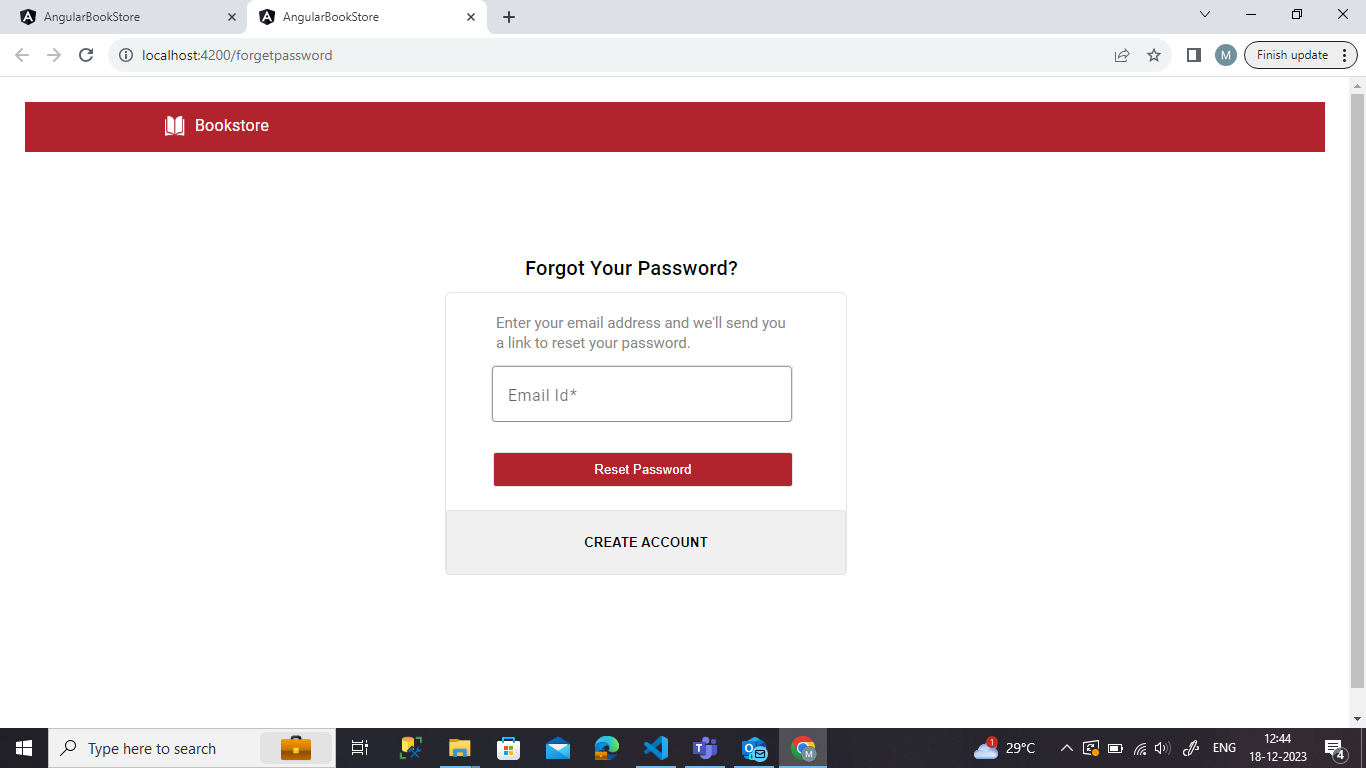 AngularBookStore
AngularBookStore
localhost:4200/forgetpassword
M
Finish update
Bookstore
Forgot Your Password?
Enter your email address and we'll send you
a link to reset your password.
Email Id*
Reset Password
CREATE ACCOUNT
Type here to search
M
1
29°C
ENG
12:44
18-12-2023
4